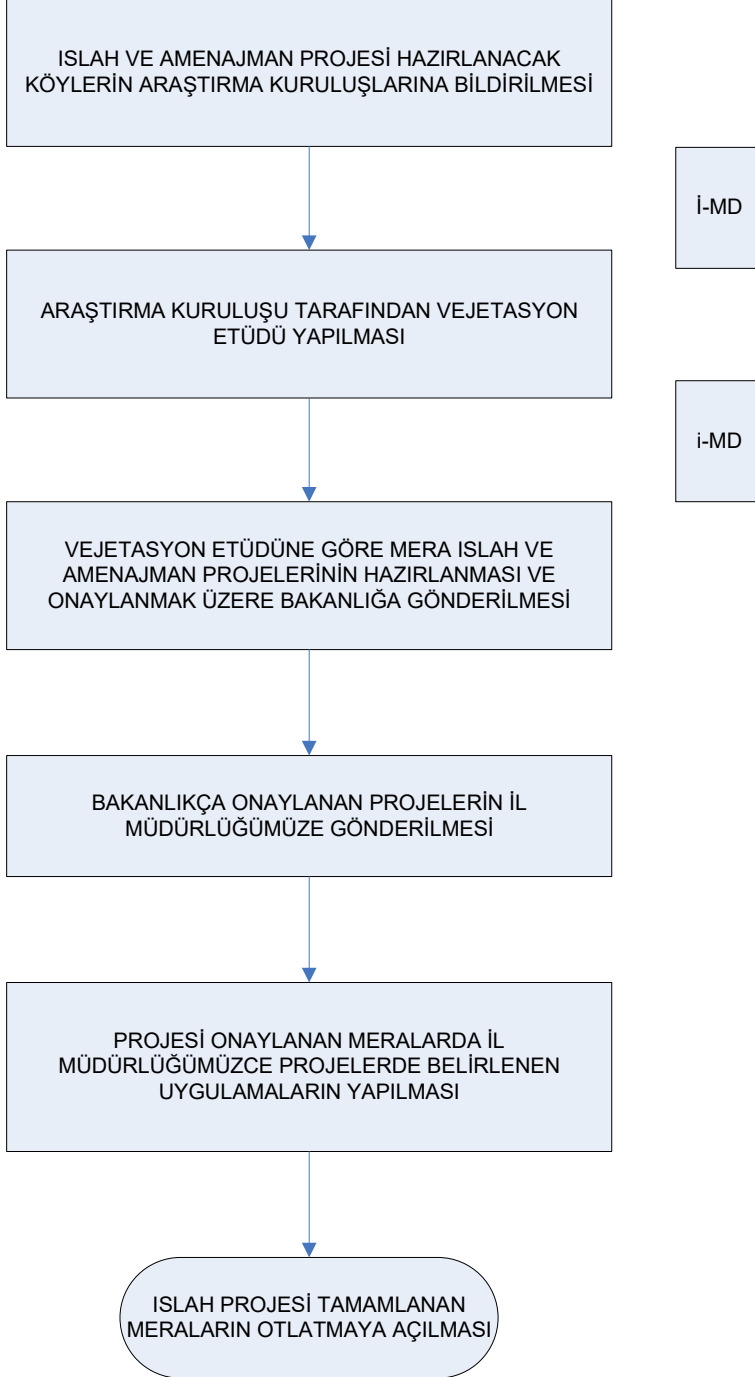 ISLAH VE AMENAJMAN PROJESİ HAZIRLANACAK
KÖYLERİN ARAŞTIRMA KURULUŞLARINA BİLDİRİLMESİ
İ-MD
ARAŞTIRMA KURULUŞU TARAFINDAN VEJETASYON
ETÜDÜ YAPILMASI
i-MD
VEJETASYON ETÜDÜNE GÖRE MERA ISLAH VE
AMENAJMAN PROJELERİNİN HAZIRLANMASI VE
ONAYLANMAK ÜZERE BAKANLIĞA GÖNDERİLMESİ
BAKANLIKÇA ONAYLANAN PROJELERİN İL
MÜDÜRLÜĞÜMÜZE GÖNDERİLMESİ
PROJESİ ONAYLANAN MERALARDA İL
MÜDÜRLÜĞÜMÜZCE PROJELERDE BELİRLENEN
UYGULAMALARIN YAPILMASI
ISLAH PROJESİ TAMAMLANAN
MERALARIN OTLATMAYA AÇILMASI